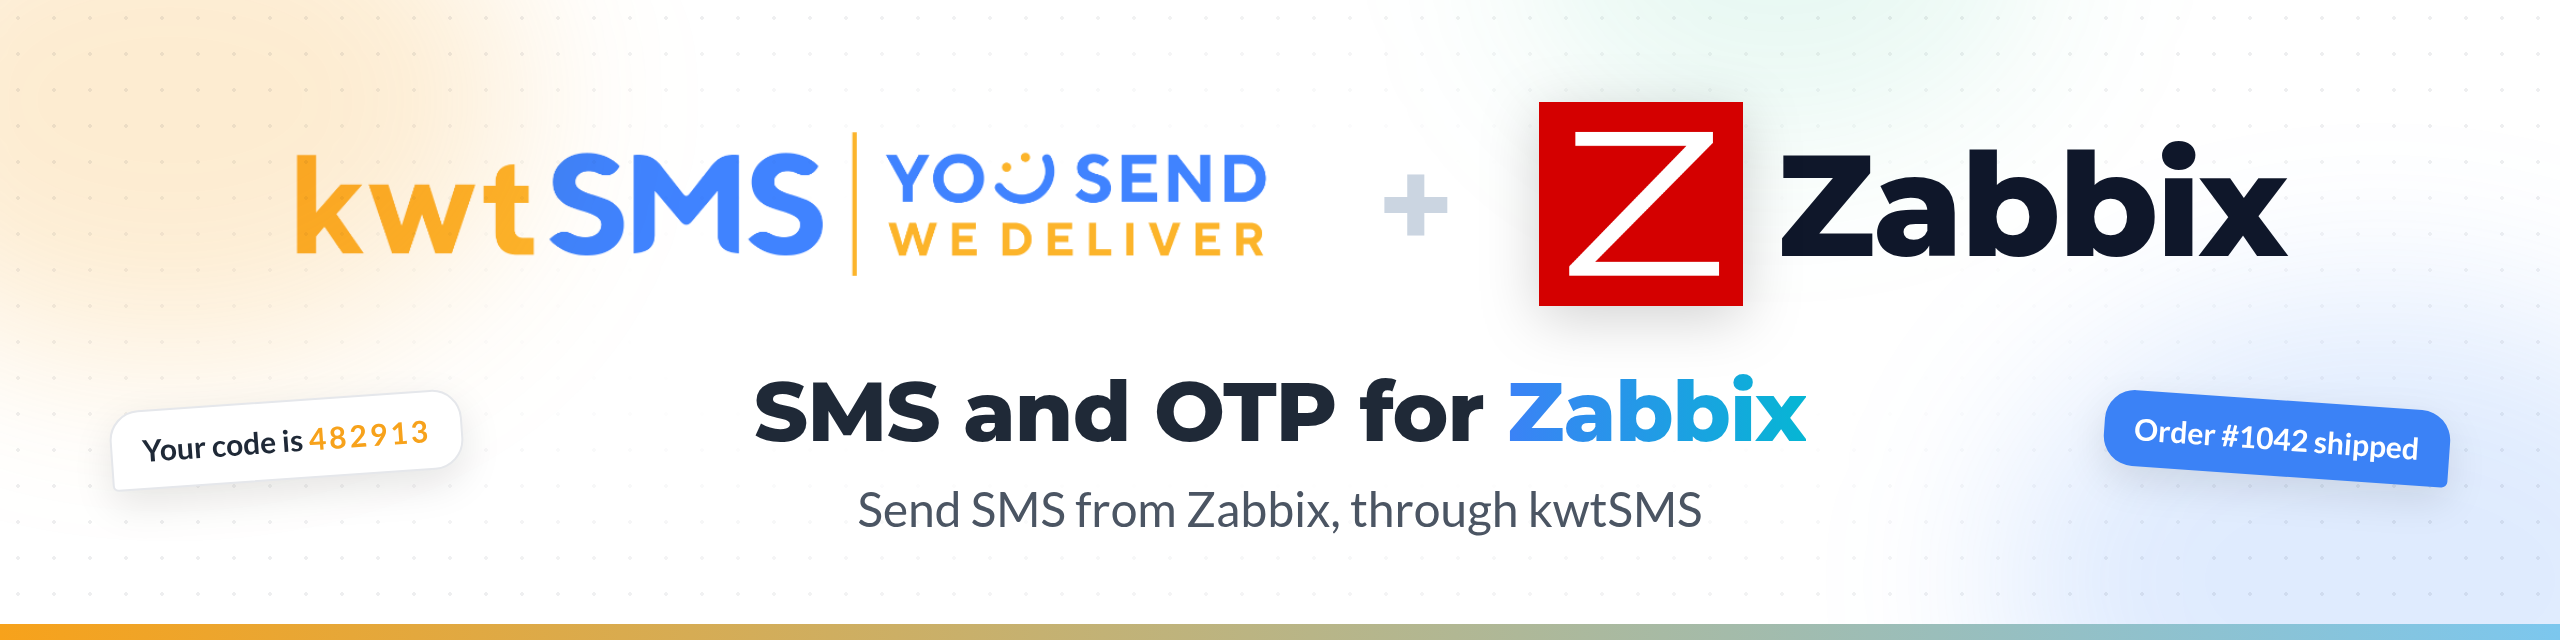 kwtSMS
YOU SEND
WE DELIVER
+
Z
Zabbix
SMS and OTP for Zabbix
Your code is 482913
Order #1042 shipped
Send SMS from Zabbix, through kwtSMS